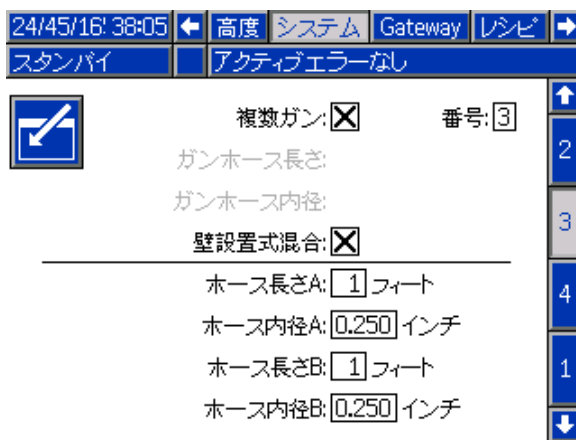 24/45/16 38:05 高度 システム Gateway レシピ
スタンバイ アクティブエラーなし
複数ガン: 番号: 3
ガンホース長さ:
ガンホース内径:
壁設置式混合:
ホース長さA: 1 フィート
ホース内径A: 0.250 インチ
ホース長さB: 1 フィート
ホース内径B: 0.250 インチ
2
3
4
1